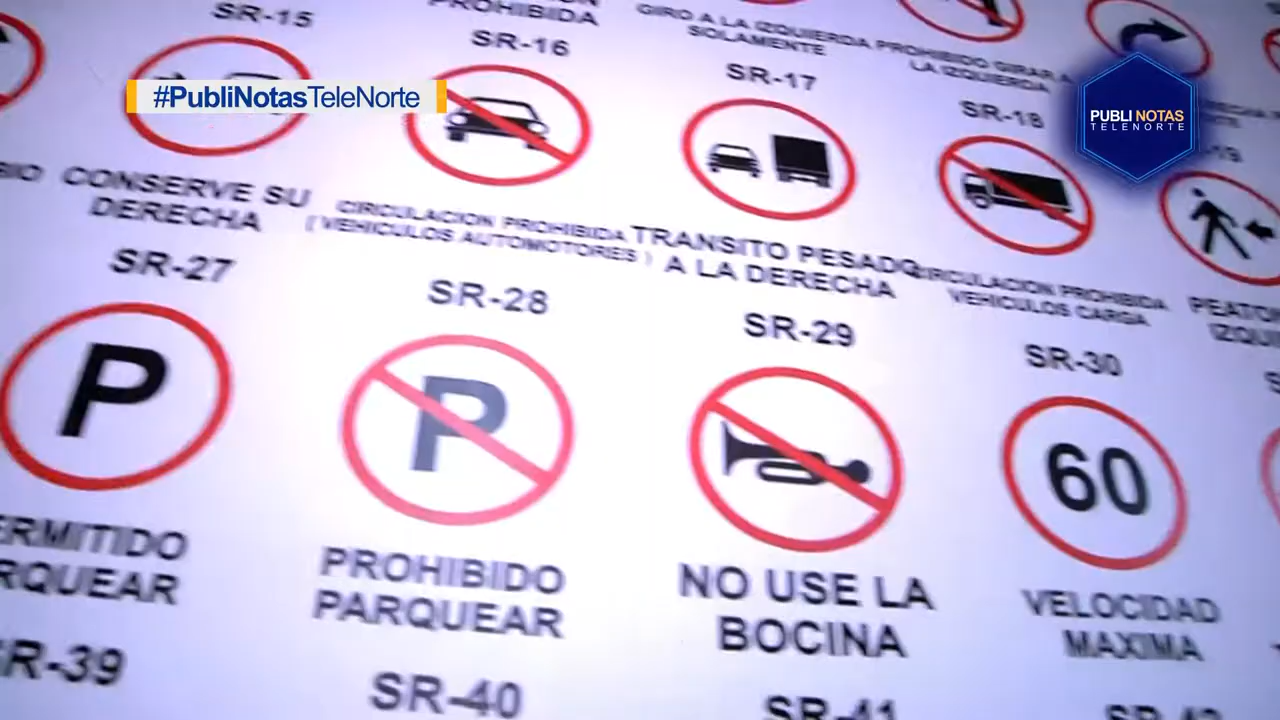 SR-15
PROHIBIDA
GIRO A LA IZQUIERDA
SOLAMENTE
PROHIBIDO GIRAR A
LA IZQUIERDA
#PubliNotasTeleNorte
PUBLI NOTAS
TELENORTE
SR-16
SR-17
SR-18
CONSERVE SU
DERECHA
CIRCULACION PROHIBIDA
( VEHICULOS AUTOMOTORES )
TRANSITO PESADO
A LA DERECHA
CIRCULACION PROHIBIDA
VEHICULOS CARGA
SR-27
SR-28
SR-29
SR-30
P
P
60
ERMITIDO
RQUEAR
PROHIBIDO
PARQUEAR
NO USE LA
BOCINA
VELOCIDAD
MAXIMA
SR-39
SR-40
SR-41